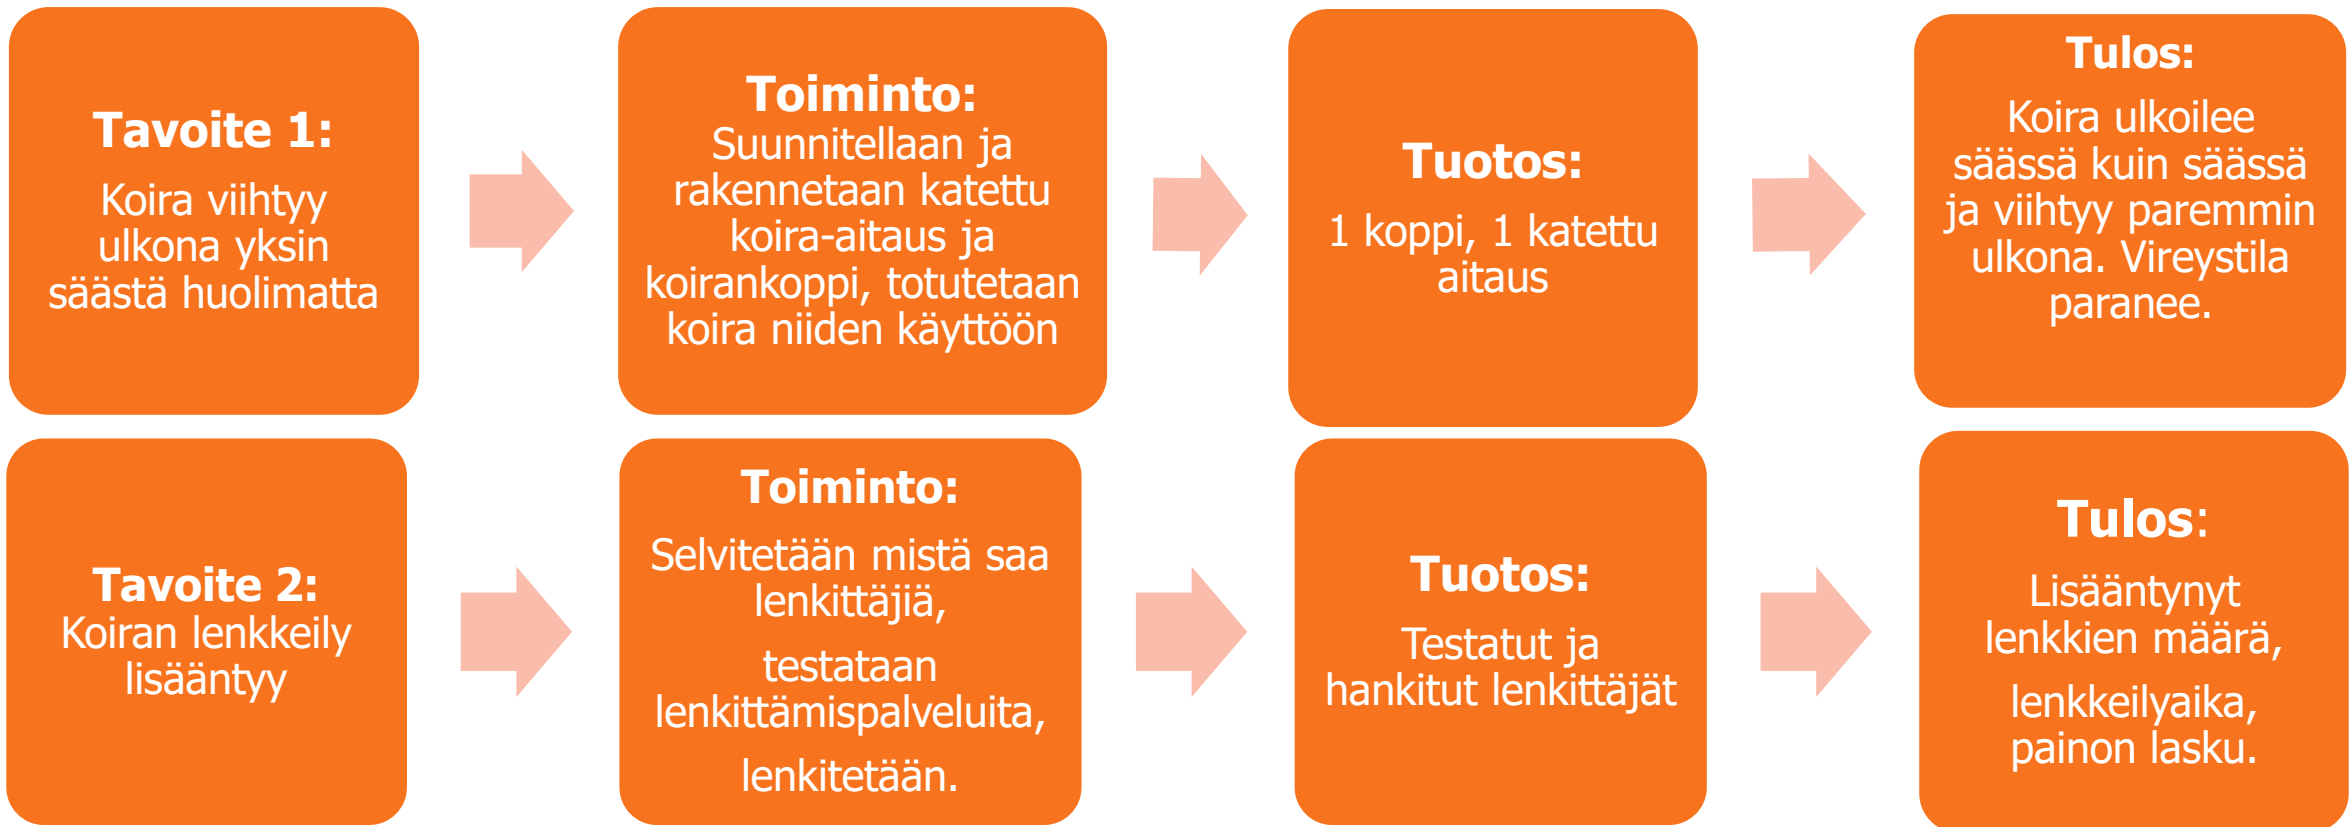 Tavoite 1:
Koira viihtyy
ulkona yksin
säästä huolimatta
Toiminto:
Suunnitellaan ja
rakennetaan katettu
koira-aitaus ja
koirankoppi, totutetaan
koira niiden käyttöön
Tuotos:
1 koppi, 1 katettu
aitaus
Tulos:
Koira ulkoilee
säässä kuin säässä
ja viihtyy paremmin
ulkona. Vireystila
paranee.
Tavoite 2:
Koiran lenkkeily
lisääntyy
Toiminto:
Selvitetään mistä saa
lenkittäjiä,
testataan
lenkittämispalveluita,
lenkitetään.
Tuotos:
Testatut ja
hankitut lenkittäjät
Tulos:
Lisääntynyt
lenkkien määrä,
lenkkeilyaika,
painon lasku.